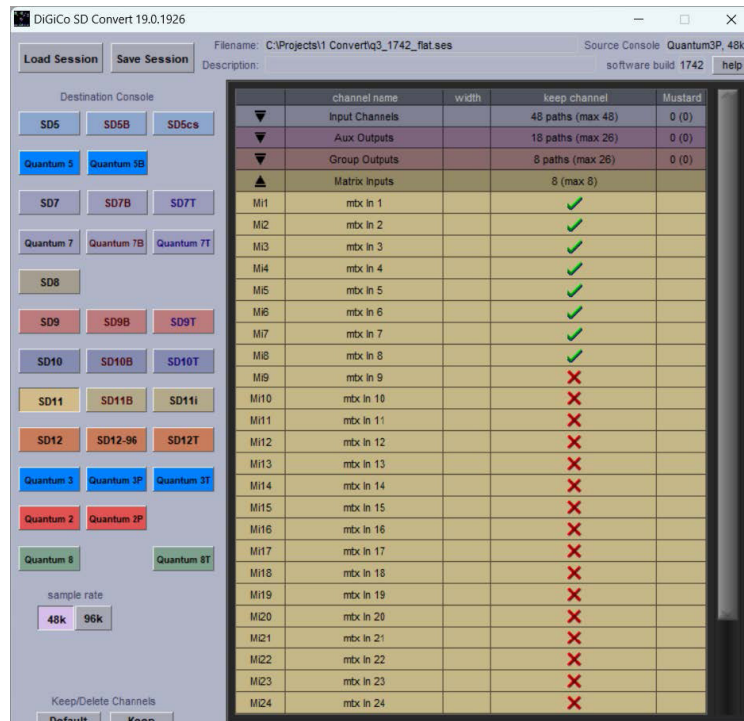 DiGiCo SD Convert 19.0.1926
Load Session
Save Session
Filename: C:\Projects\1 Convert\q3_1742_flat.ses
Source Console Quantum3P, 48k
Description:
software build 1742
help
Destination Console
SD5 SD5B SD5cs
Quantum 5 Quantum 5B
SD7 SD7B SD7T
Quantum 7 Quantum 7B Quantum 7T
SD8
SD9 SD9B SD9T
SD10 SD10B SD10T
SD11 SD11B SD11i
SD12 SD12-96 SD12T
Quantum 3 Quantum 3P Quantum 3T
Quantum 2 Quantum 2P
Quantum 8 Quantum 8T
sample rate
48k 96k
Keep/Delete Channels
Default Keep
channel name width keep channel Mustard
Input Channels 48 paths (max 48) 0 (0)
Aux Outputs 18 paths (max 26) 0 (0)
Group Outputs 8 paths (max 26) 0 (0)
Matrix Inputs 8 (max 8)
Mi1 mtx In 1
Mi2 mtx In 2
Mi3 mtx In 3
Mi4 mtx In 4
Mi5 mtx In 5
Mi6 mtx In 6
Mi7 mtx In 7
Mi8 mtx In 8
Mi9 mtx In 9
Mi10 mtx In 10
Mi11 mtx In 11
Mi12 mtx In 12
Mi13 mtx In 13
Mi14 mtx In 14
Mi15 mtx In 15
Mi16 mtx In 16
Mi17 mtx In 17
Mi18 mtx In 18
Mi19 mtx In 19
Mi20 mtx In 20
Mi21 mtx In 21
Mi22 mtx In 22
Mi23 mtx In 23
Mi24 mtx In 24